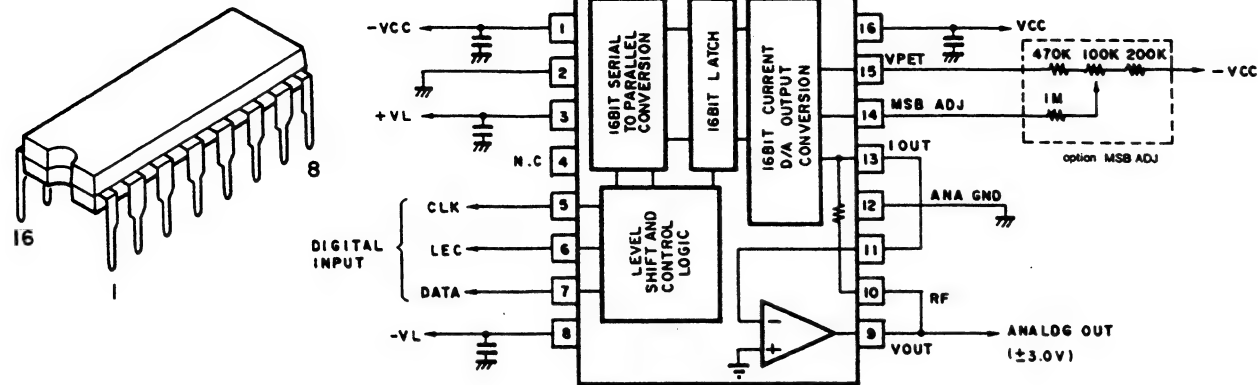 16
1
8
-VCC
+VL
N.C
DIGITAL
INPUT
CLK
LEC
DATA
-VL
1
2
3
4
5
6
7
8
16BIT SERIAL
TO PARALLEL
CONVERSION
16BIT LATCH
16BIT CURRENT
D/A OUTPUT
CONVERSION
LEVEL
SHIFT AND
CONTROL
LOGIC
-
+
16
15
14
13
12
11
10
9
VCC
VPET
MSB ADJ
I OUT
ANA GND
RF
VOUT
470K 100K 200K
-VCC
1M
option MSB ADJ
ANALOG OUT
(±3.0V)